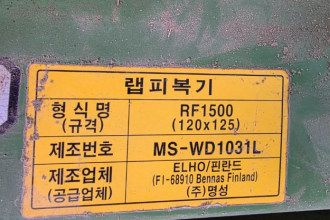 랩피복기
형식명 RF1500
(규격) (120x125)
제조번호 MS-WD1031L
제조업체 ELHO/핀란드
(공급업체) (FI-68910 Bennas Finland)
(주)명성